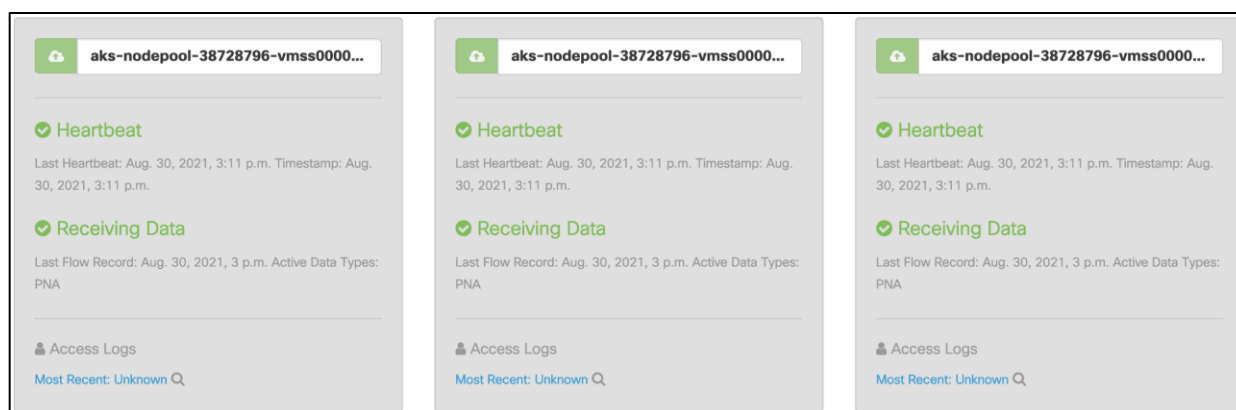 aks-nodepool-38728796-vmss0000...
Heartbeat
Last Heartbeat: Aug. 30, 2021, 3:11 p.m. Timestamp: Aug.
30, 2021, 3:11 p.m.
Receiving Data
Last Flow Record: Aug. 30, 2021, 3 p.m. Active Data Types:
PNA
Access Logs
Most Recent: Unknown
aks-nodepool-38728796-vmss0000...
Heartbeat
Last Heartbeat: Aug. 30, 2021, 3:11 p.m. Timestamp: Aug.
30, 2021, 3:11 p.m.
Receiving Data
Last Flow Record: Aug. 30, 2021, 3 p.m. Active Data Types:
PNA
Access Logs
Most Recent: Unknown
aks-nodepool-38728796-vmss0000...
Heartbeat
Last Heartbeat: Aug. 30, 2021, 3:11 p.m. Timestamp: Aug.
30, 2021, 3:11 p.m.
Receiving Data
Last Flow Record: Aug. 30, 2021, 3 p.m. Active Data Types:
PNA
Access Logs
Most Recent: Unknown